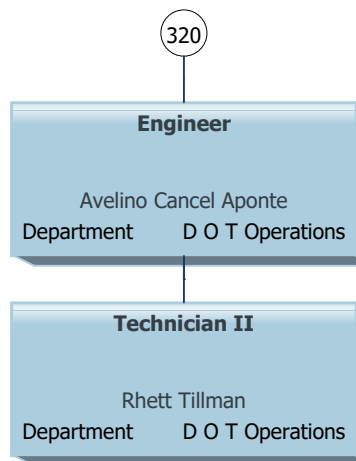 320
Engineer
Avelino Cancel Aponte
Department D O T Operations
Technician II
Rhett Tillman
Department D O T Operations